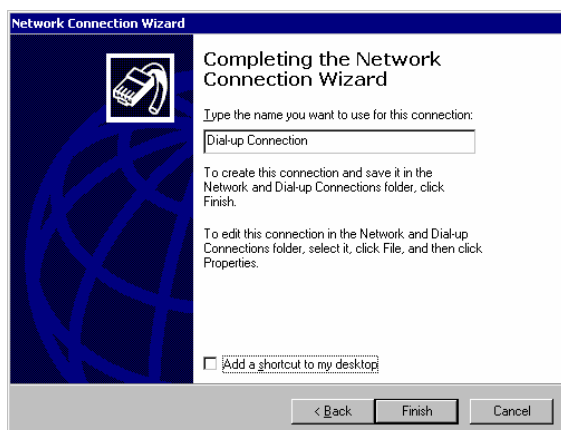 Network Connection Wizard
Completing the Network
Connection Wizard
Type the name you want to use for this connection:
Dial-up Connection
To create this connection and save it in the
Network and Dial-up Connections folder, click
Finish.
To edit this connection in the Network and Dial-up
Connections folder, select it, click File, and then click
Properties.
Add a shortcut to my desktop
< Back Finish Cancel